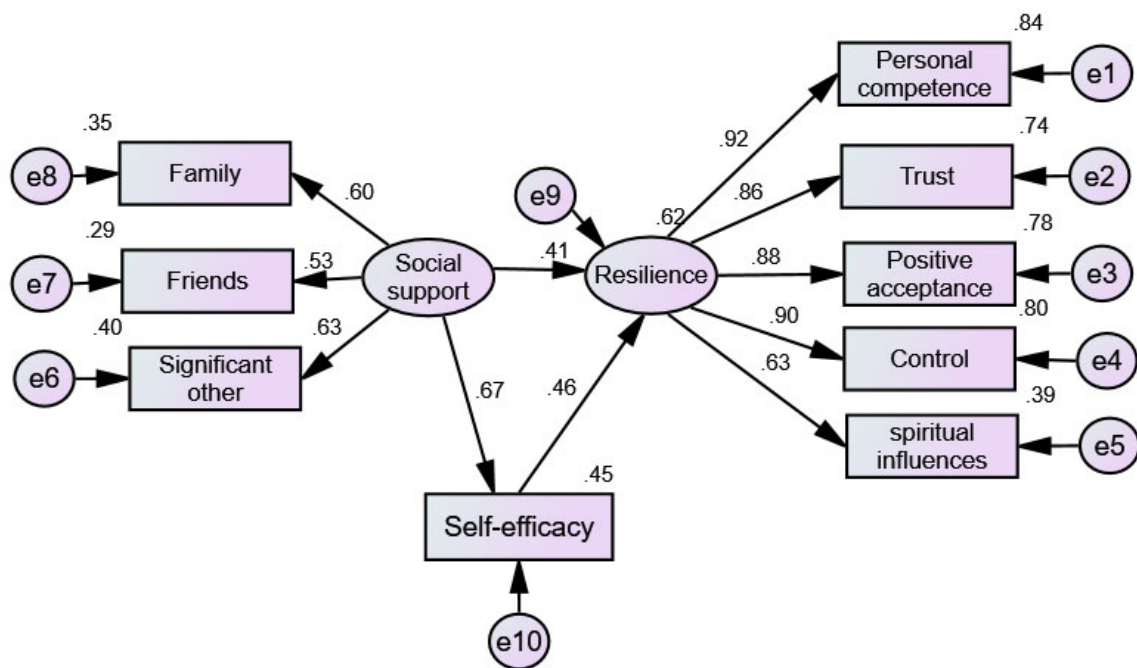 .84
Personal
competence
e1
.35
.92
.74
e8
Family
.60
e9
.62
.86
Trust
e2
.29
.78
e7
Friends
.53
Social
support
.41
Resilience
.88
Positive
acceptance
e3
.40
.63
.90
.80
e6
Significant
other
Control
e4
.67
.46
.63
.39
spiritual
influences
e5
.45
Self-efficacy
e10